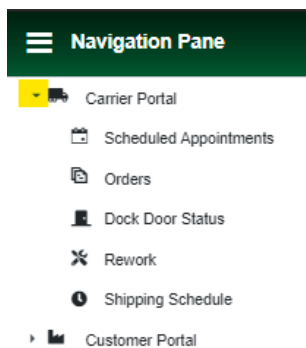 Navigation Pane
Carrier Portal
Scheduled Appointments
Orders
Dock Door Status
Rework
Shipping Schedule
Customer Portal